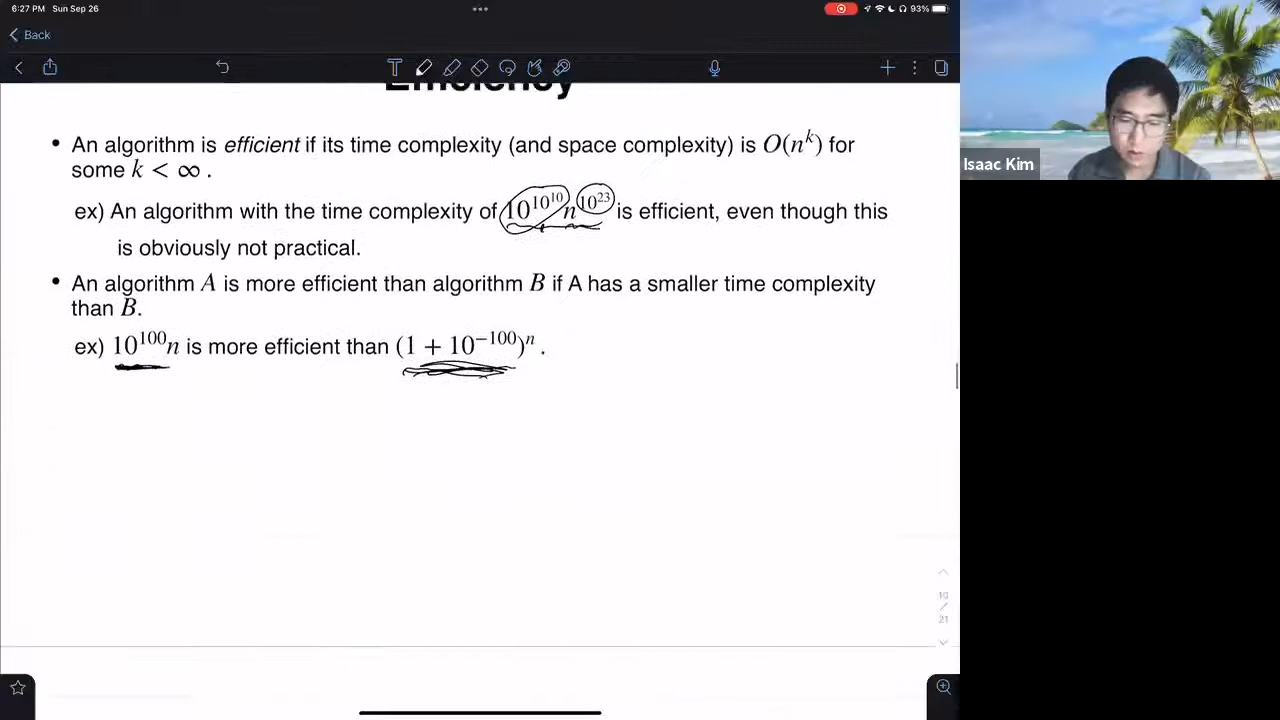 6:27 PM Sun Sep 26
93%
Back
Efficiency
• An algorithm is efficient if its time complexity (and space complexity) is O(n^k) for
some k < ∞ .
ex) An algorithm with the time complexity of 10^{10^{10}} n^{10^{23}} is efficient, even though this
is obviously not practical.
• An algorithm A is more efficient than algorithm B if A has a smaller time complexity
than B.
ex) 10^{100}n is more efficient than (1 + 10^{−100})^n .
19
/
21
Isaac Kim